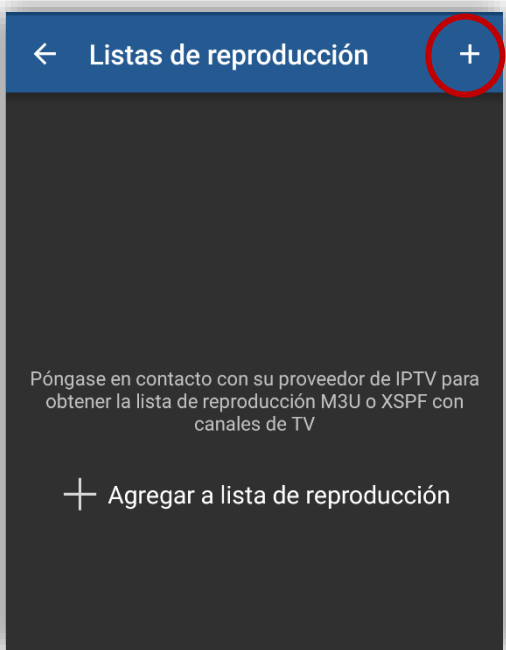 Listas de reproducción
Póngase en contacto con su proveedor de IPTV para
obtener la lista de reproducción M3U o XSPF con
canales de TV
Agregar a lista de reproducción